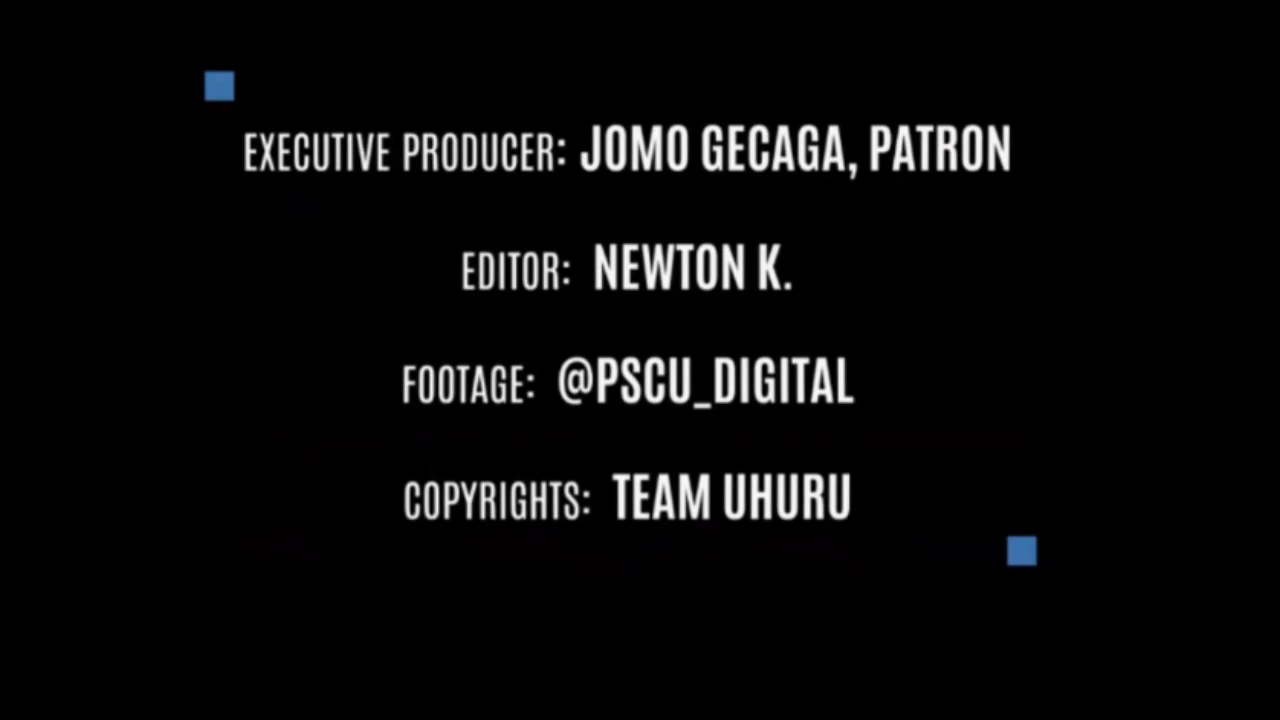 EXECUTIVE PRODUCER: JOMO GECAGA, PATRON
EDITOR: NEWTON K.
FOOTAGE: @PSCU_DIGITAL
COPYRIGHTS: TEAM UHURU